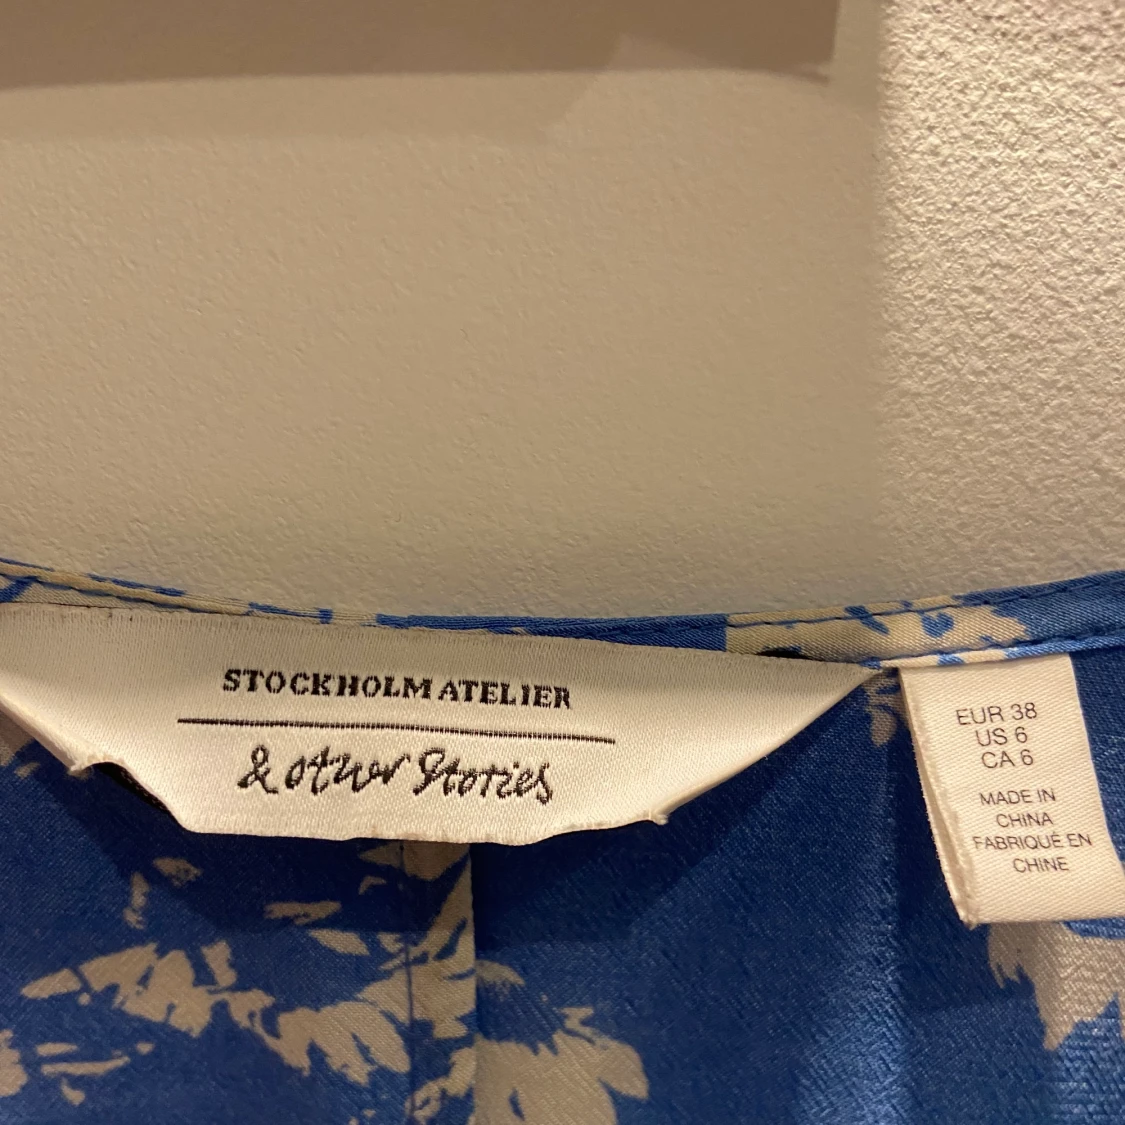 STOCKHOLM ATELIER
& other Stories
EUR 38
US 6
CA 6
MADE IN
CHINA
FABRIQUÉ EN
CHINE